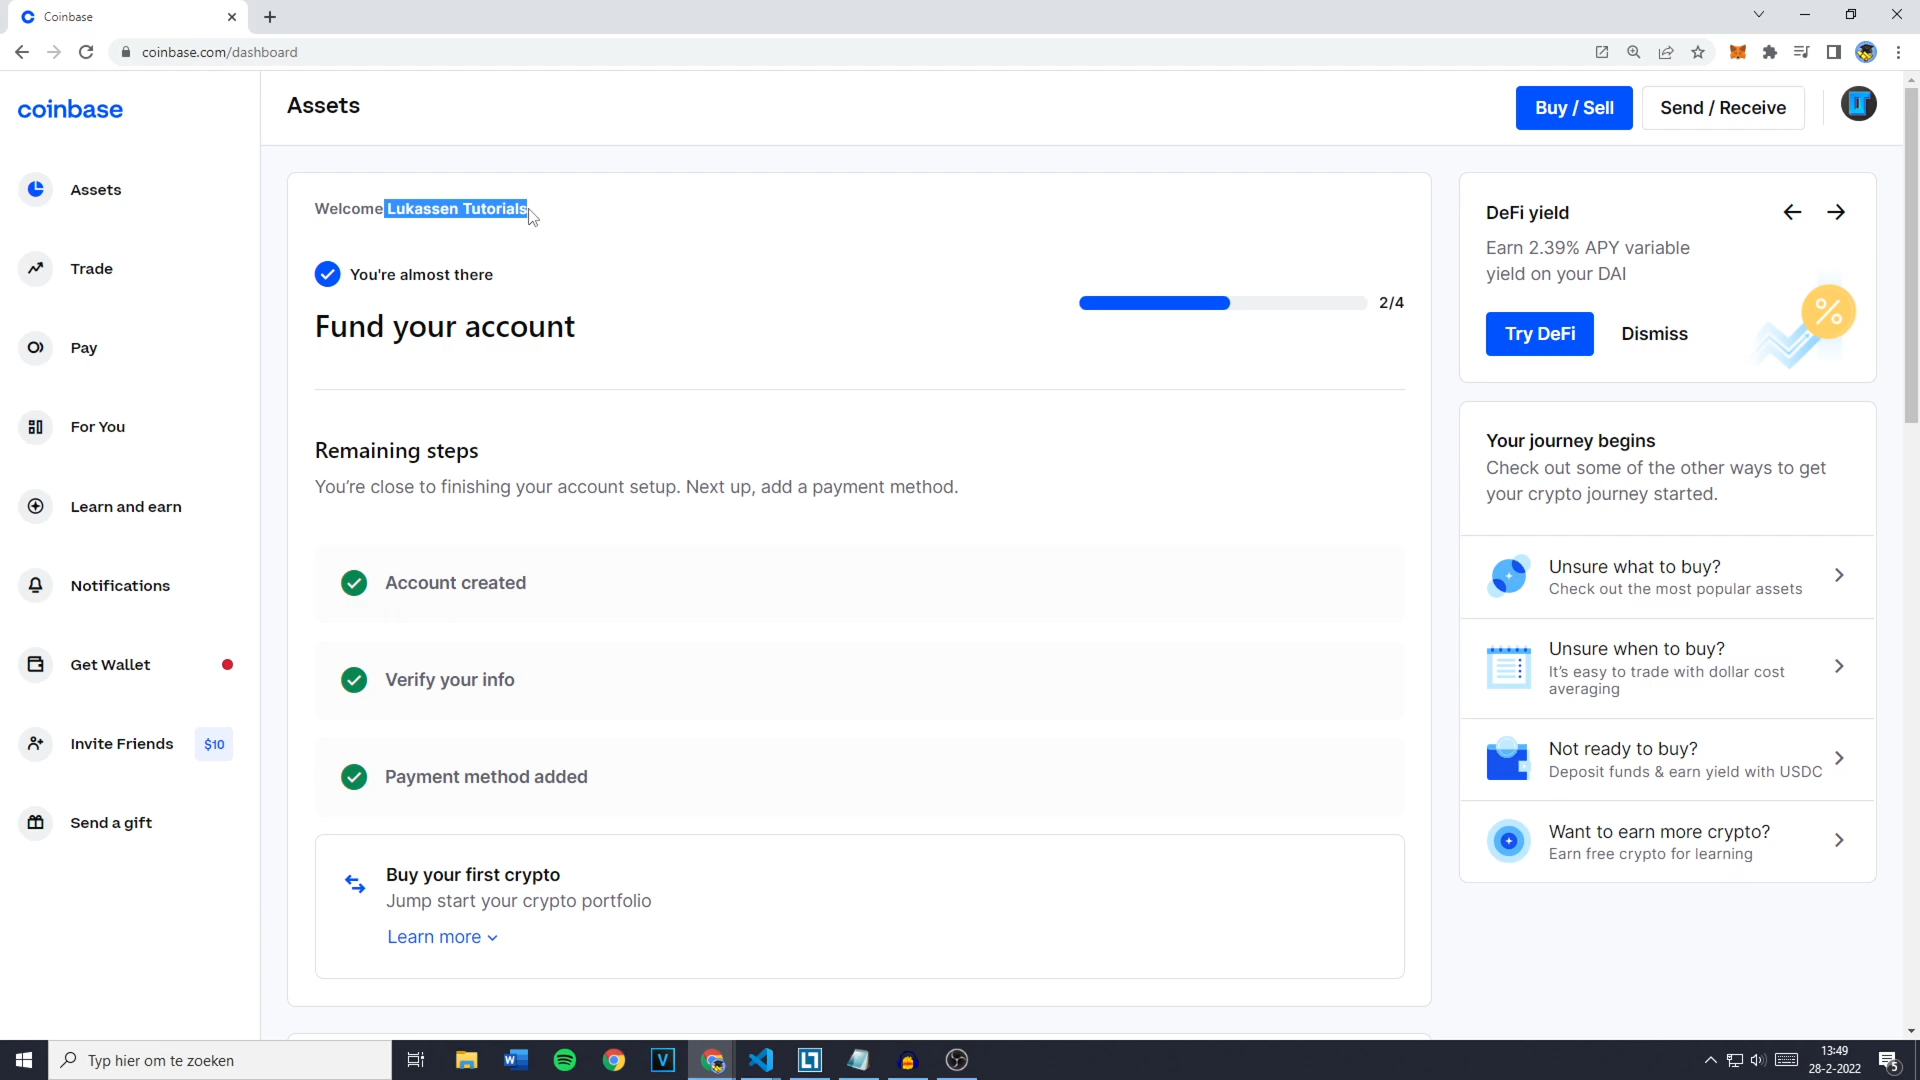 Coinbase
coinbase.com/dashboard
coinbase
Assets
Buy / Sell
Send / Receive
Assets
Trade
Pay
For You
Learn and earn
Notifications
Get Wallet
Invite Friends
$10
Send a gift
Welcome Lukassen Tutorials
You're almost there
Fund your account
2/4
Remaining steps
You're close to finishing your account setup. Next up, add a payment method.
Account created
Verify your info
Payment method added
Buy your first crypto
Jump start your crypto portfolio
Learn more
DeFi yield
Earn 2.39% APY variable
yield on your DAI
Try DeFi
Dismiss
%
Your journey begins
Check out some of the other ways to get
your crypto journey started.
Unsure what to buy?
Check out the most popular assets
Unsure when to buy?
It's easy to trade with dollar cost
averaging
Not ready to buy?
Deposit funds & earn yield with USDC
Want to earn more crypto?
Earn free crypto for learning
Typ hier om te zoeken
13:49
28-2-2022
5